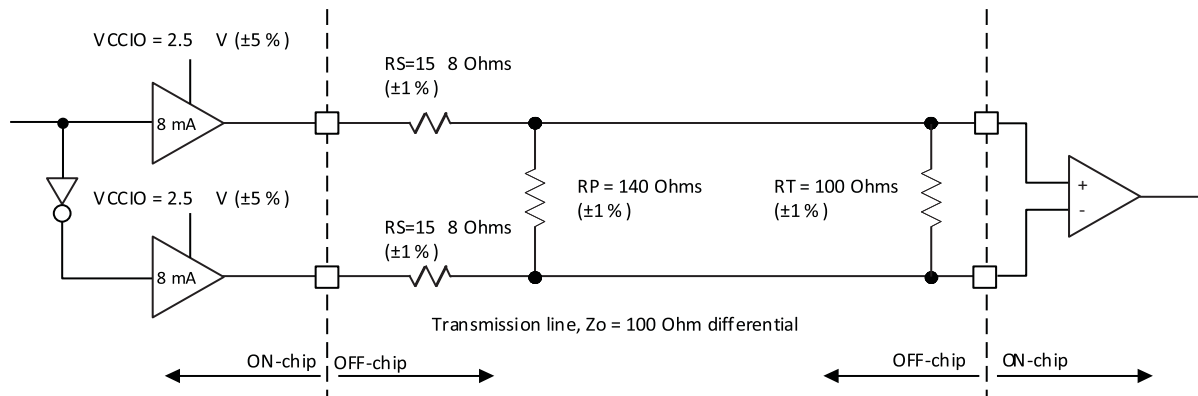 VCCIO = 2.5 V (±5 %)
RS=15 8 Ohms
(±1 %)
8 mA
VCCIO = 2.5 V (±5 %)
RP = 140 Ohms
(±1 %)
RT = 100 Ohms
(±1 %)
+
-
RS=15 8 Ohms
(±1 %)
8 mA
Transmission line, Zo = 100 Ohm differential
ON-chip
OFF-chip
OFF-chip
ON-chip